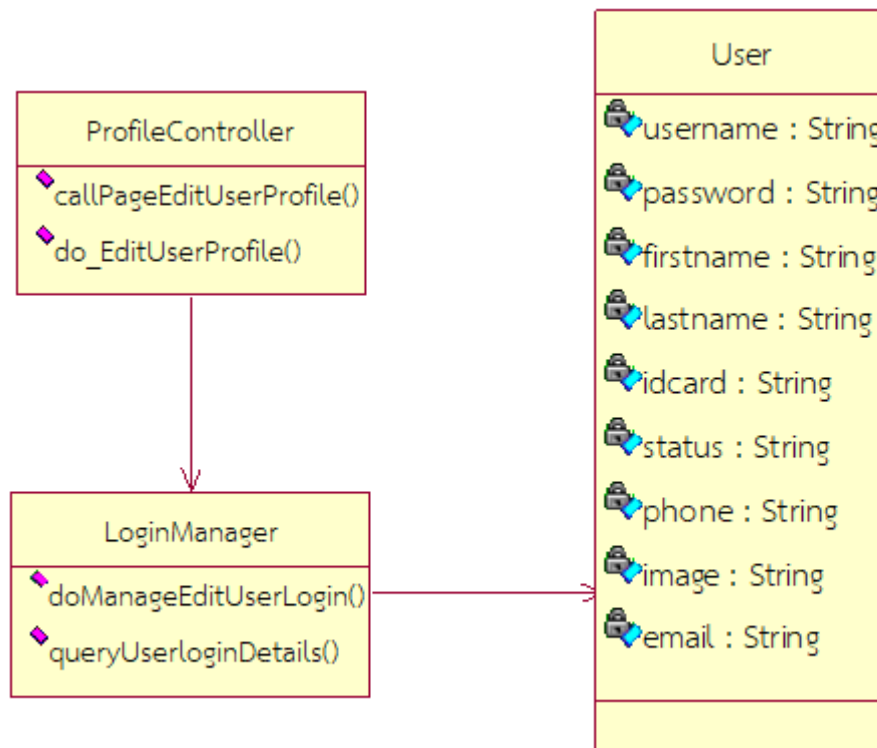 ProfileController
callPageEditUserProfile()
do_EditUserProfile()
LoginManager
doManageEditUserLogin()
queryUserloginDetails()
User
username : String
password : String
firstname : String
lastname : String
idcard : String
status : String
phone : String
image : String
email : String